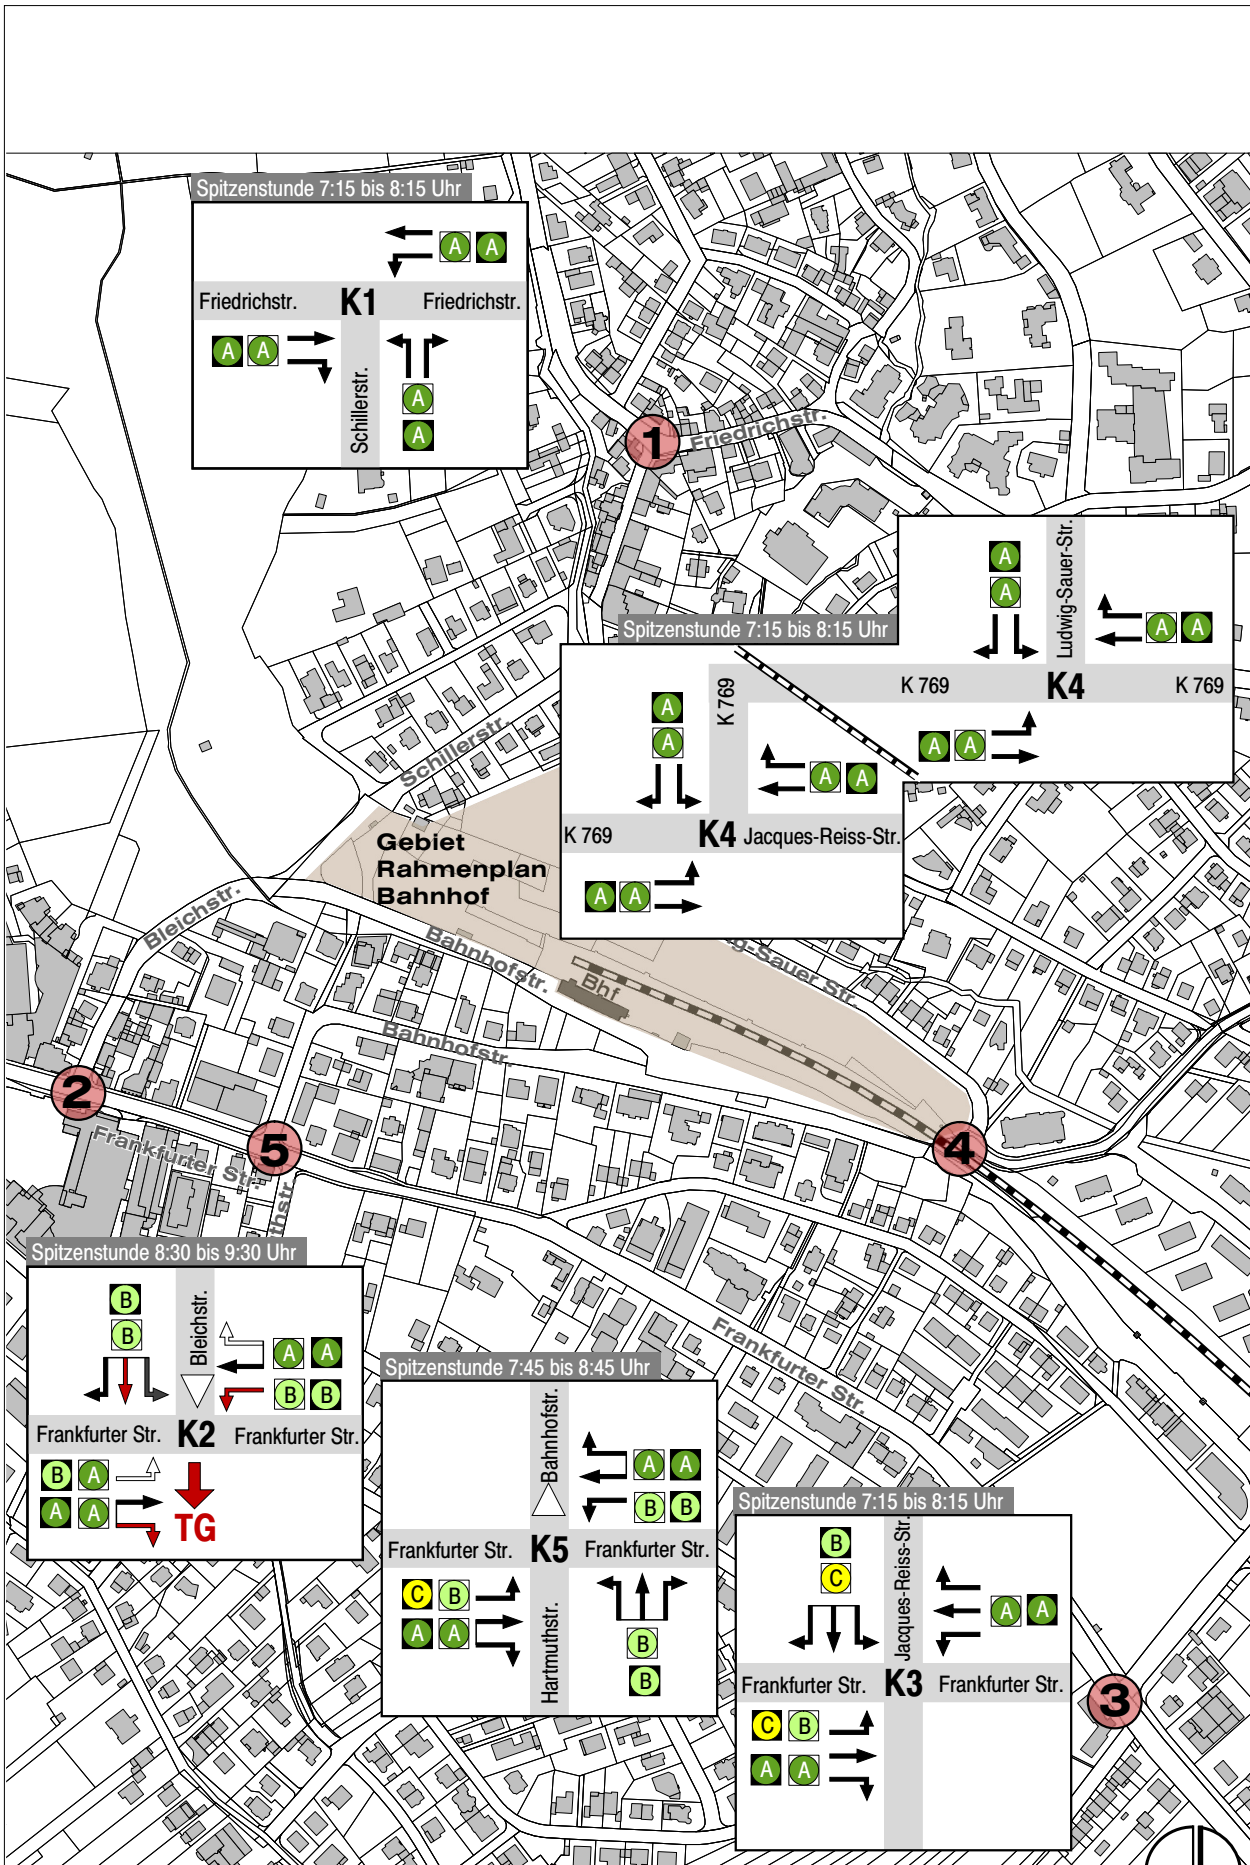 Spitzenstunde 7:15 bis 8:15 Uhr
A A
Friedrichstr. K1 Friedrichstr.
A A
Schillerstr.
A
A
1
Friedrichstr.
A
A
Ludwig-Sauer-Str.
A A
K 769 K4 K 769
A A
Spitzenstunde 7:15 bis 8:15 Uhr
A
A
K 769
A A
K 769 K4 Jacques-Reiss-Str.
A A
Schillerstr.
Gebiet
Rahmenplan
Bahnhof
Bleichstr.
Bahnhofstr.
g-Sauer Str.
Bhf
Bahnhofstr.
2
5
4
Frankfurter Str.
thstr.
Spitzenstunde 8:30 bis 9:30 Uhr
B
B
Bleichstr.
A A
B B
Frankfurter Str. K2 Frankfurter Str.
B A
A A
TG
Frankfurter Str.
Spitzenstunde 7:45 bis 8:45 Uhr
Bahnhofstr.
A A
B B
Frankfurter Str. K5 Frankfurter Str.
C B
A A
Hartmuthstr.
B
B
Spitzenstunde 7:15 bis 8:15 Uhr
B
C
Jacques-Reiss-Str.
A A
Frankfurter Str. K3 Frankfurter Str.
C B
A A
3